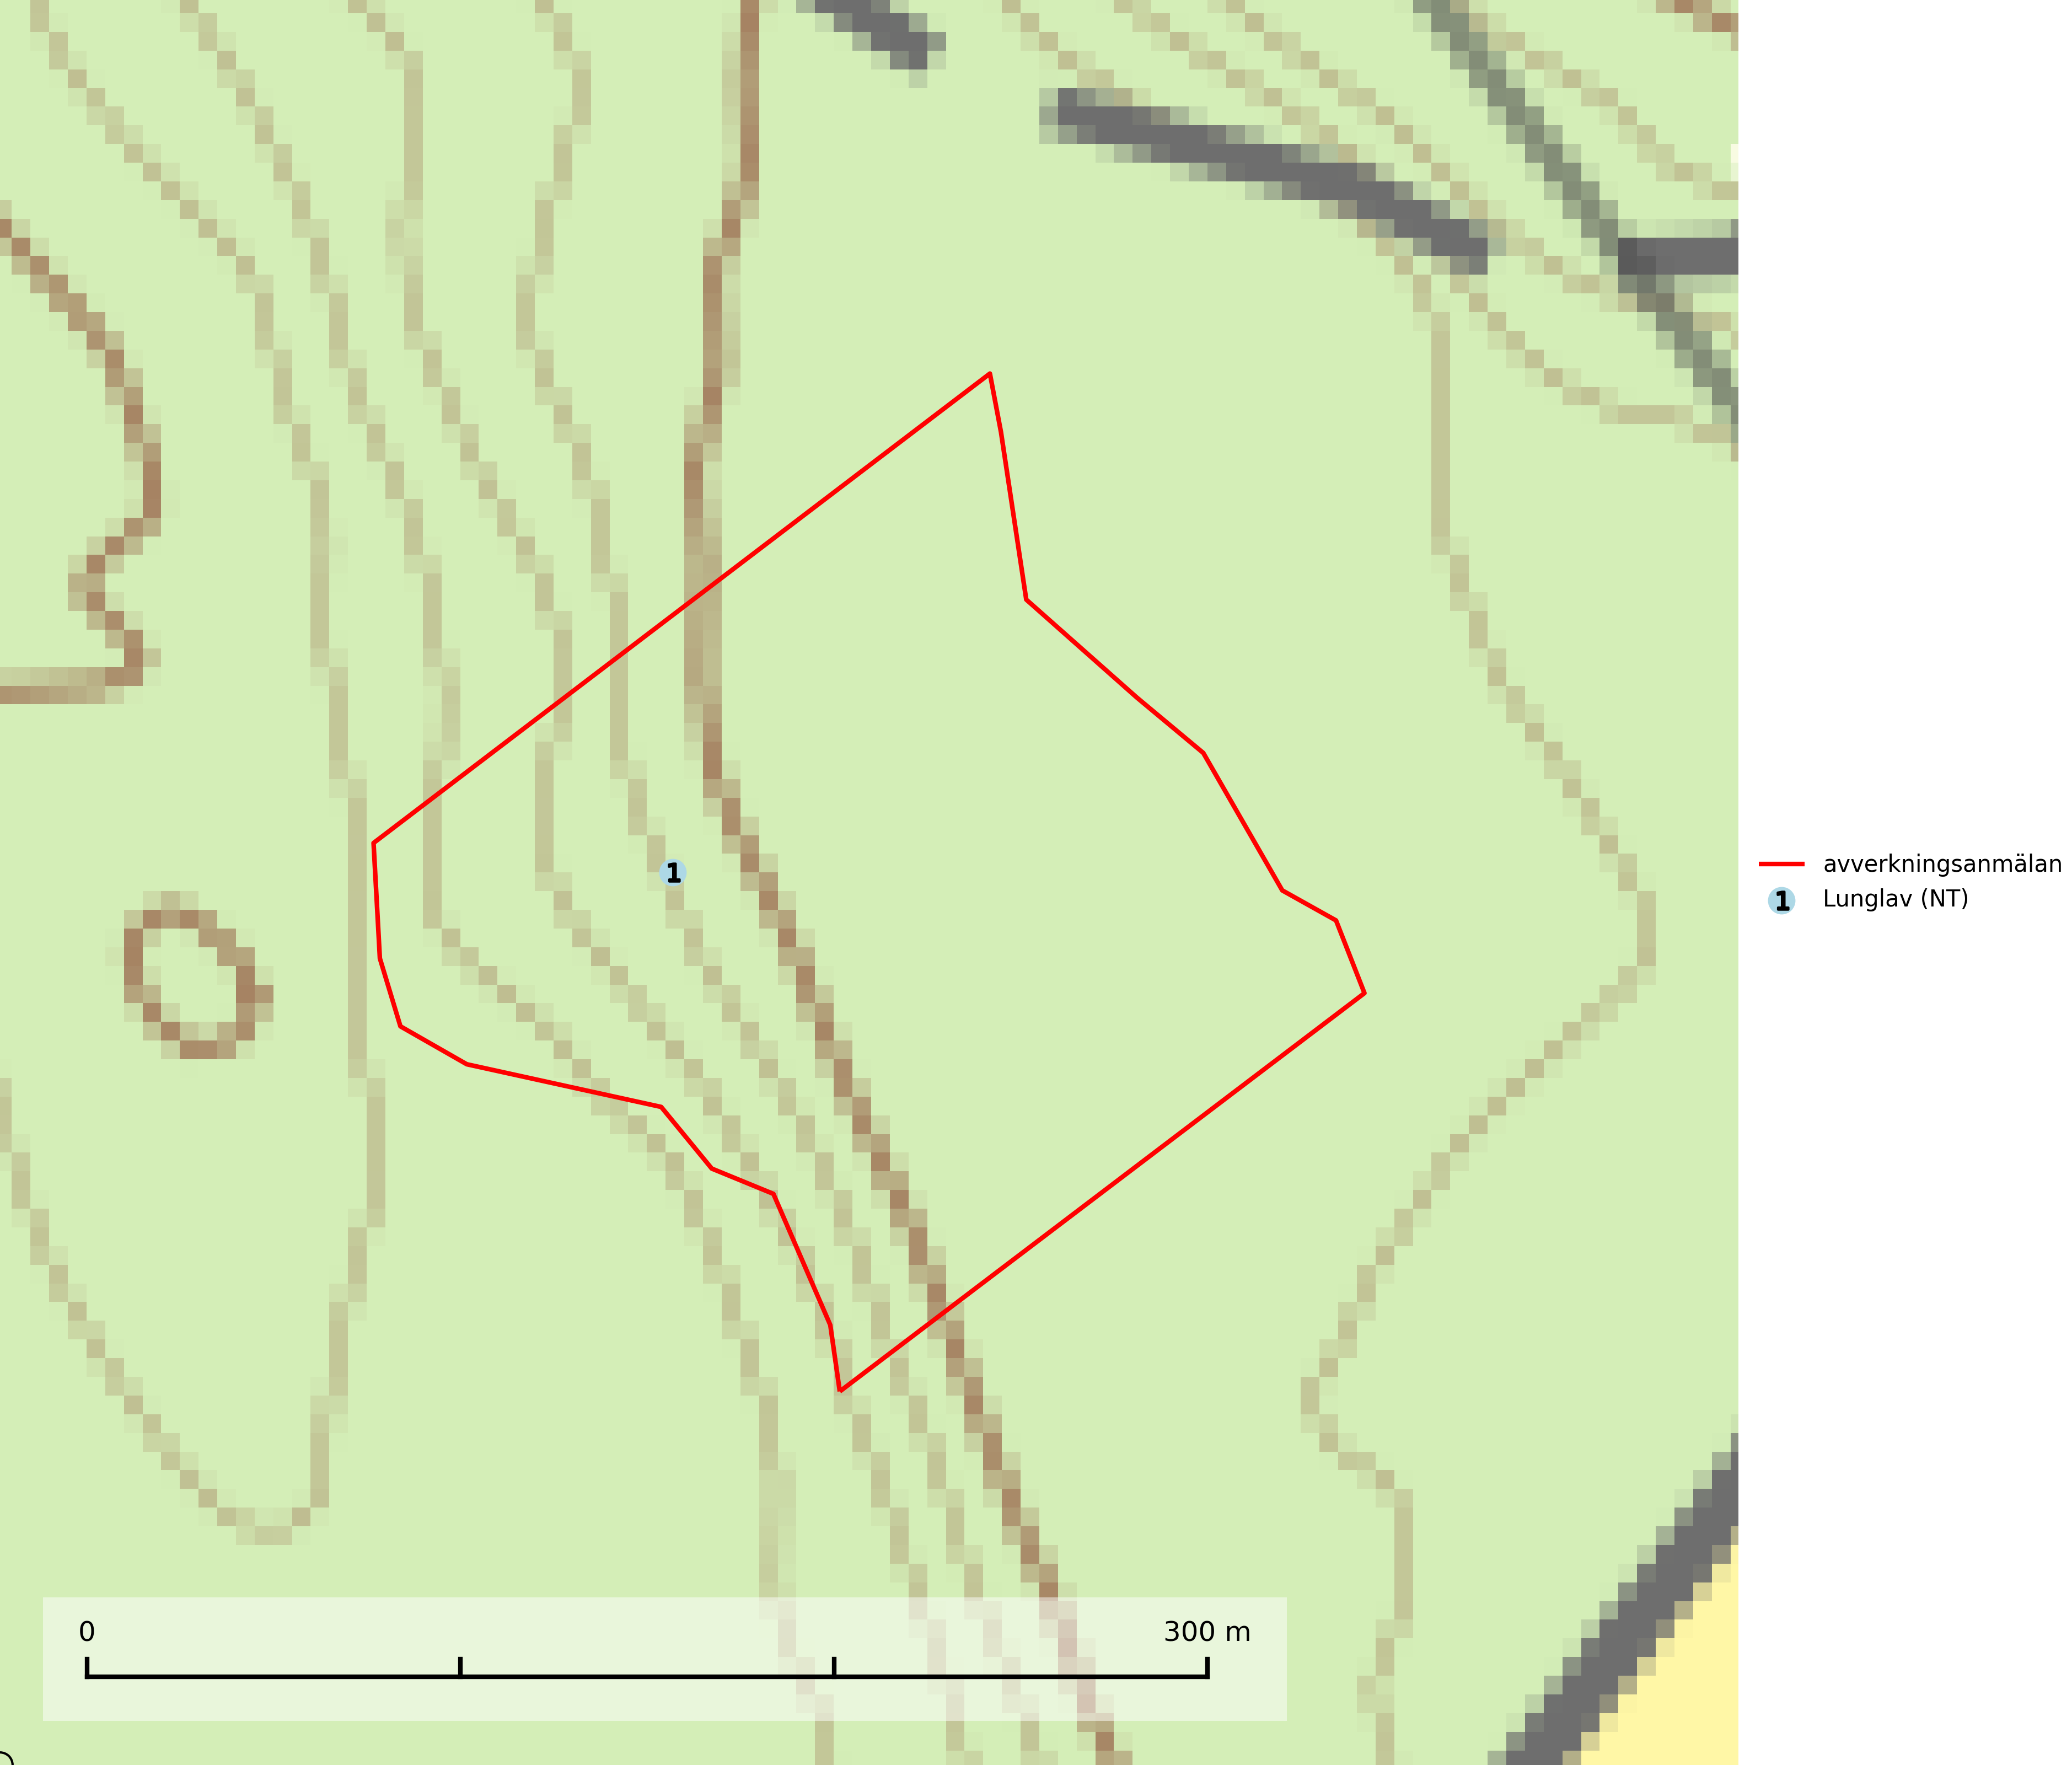 1
avverkningsanmälan
1 Lunglav (NT)
0 300 m